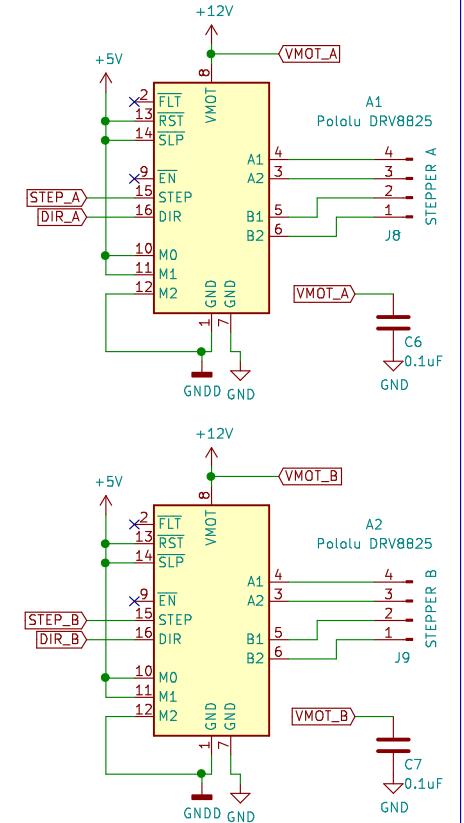 +12V
VMOT_A
+5V
8
VMOT
A1
Pololu DRV8825
2 FLT
13 RST
14 SLP
9 EN
STEP_A 15 STEP
DIR_A 16 DIR
10 M0
11 M1
12 M2
A1 4 4
A2 3 3
B1 5 2
B2 6 1
STEPPER A
J8
GND GND
1 7
VMOT_A
C6
0.1uF
GND
GNDD GND
+12V
VMOT_B
+5V
8
VMOT
A2
Pololu DRV8825
2 FLT
13 RST
14 SLP
9 EN
STEP_B 15 STEP
DIR_B 16 DIR
10 M0
11 M1
12 M2
A1 4 4
A2 3 3
B1 5 2
B2 6 1
STEPPER B
J9
GND GND
1 7
VMOT_B
C7
0.1uF
GND
GNDD GND